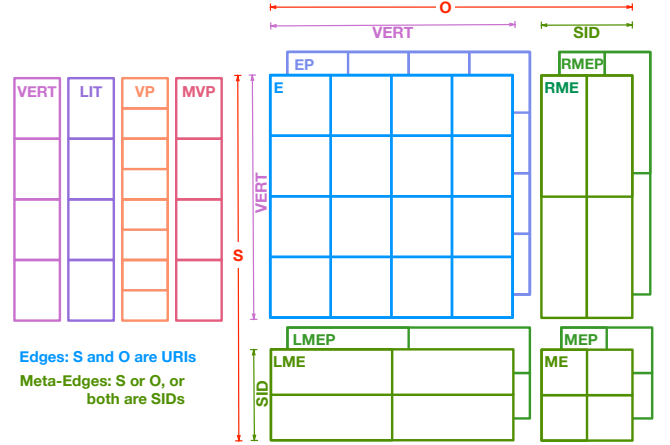 O
VERT
SID
EP
RMEP
VERT
LIT
VP
MVP
S
E
RME
VERT
S
LMEP
MEP
Edges: S and O are URIs
LME
ME
Meta-Edges: S or O, or
both are SIDs
SID
S